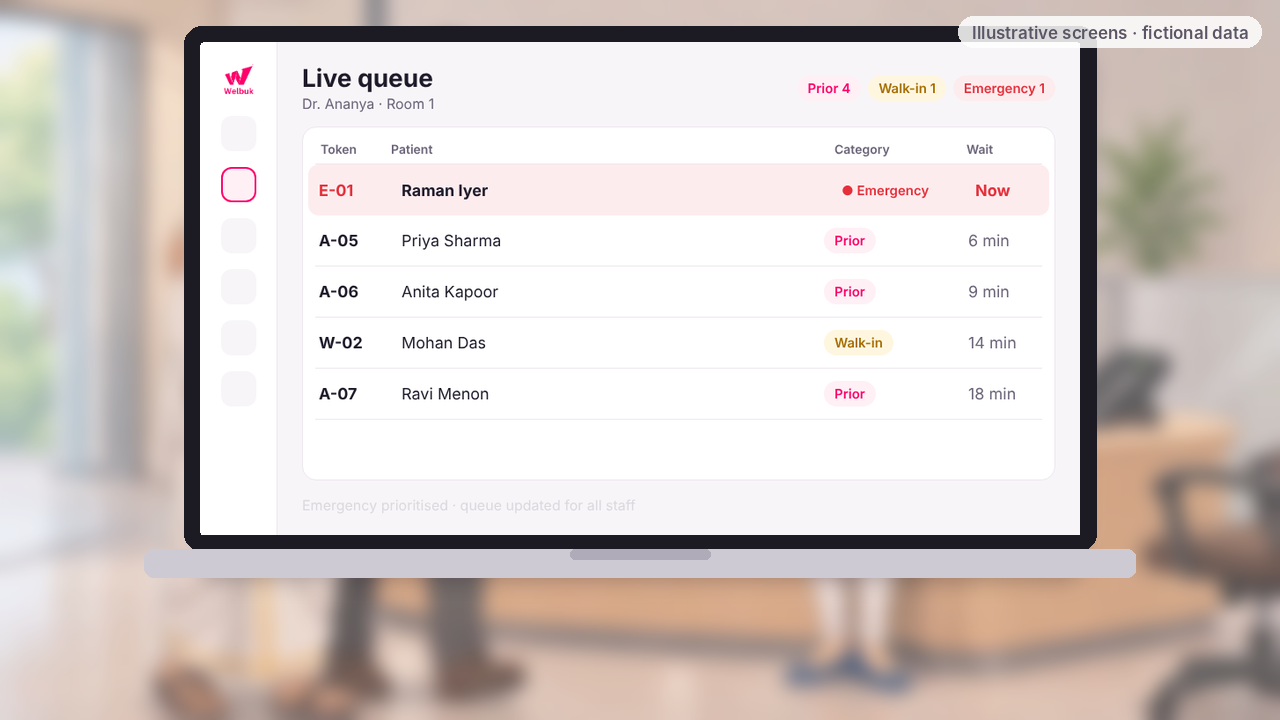 Illustrative screens · fictional data
Welbuk
Live queue
Dr. Ananya · Room 1
Prior 4 Walk-in 1 Emergency 1
Token Patient Category Wait
E-01 Raman Iyer Emergency Now
A-05 Priya Sharma Prior 6 min
A-06 Anita Kapoor Prior 9 min
W-02 Mohan Das Walk-in 14 min
A-07 Ravi Menon Prior 18 min
Emergency prioritised · queue updated for all staff